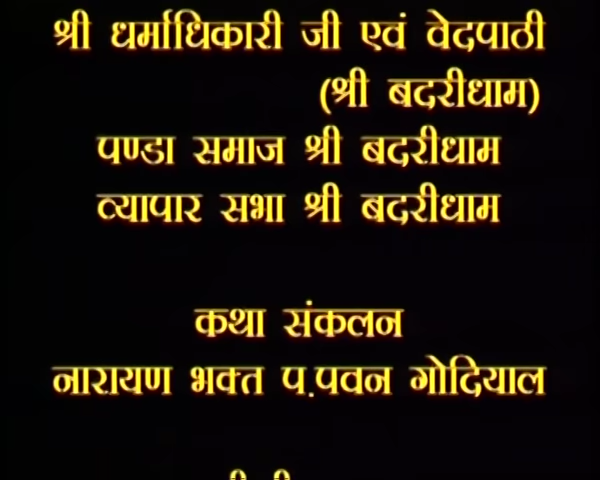 श्री धर्माधिकारी जी एवं वेदपाठी
(श्री बदरीधाम)
पण्डा समाज श्री बदरीधाम
व्यापार सभा श्री बदरीधाम
कथा संकलन
नारायण भक्त प.पवन गोदियाल